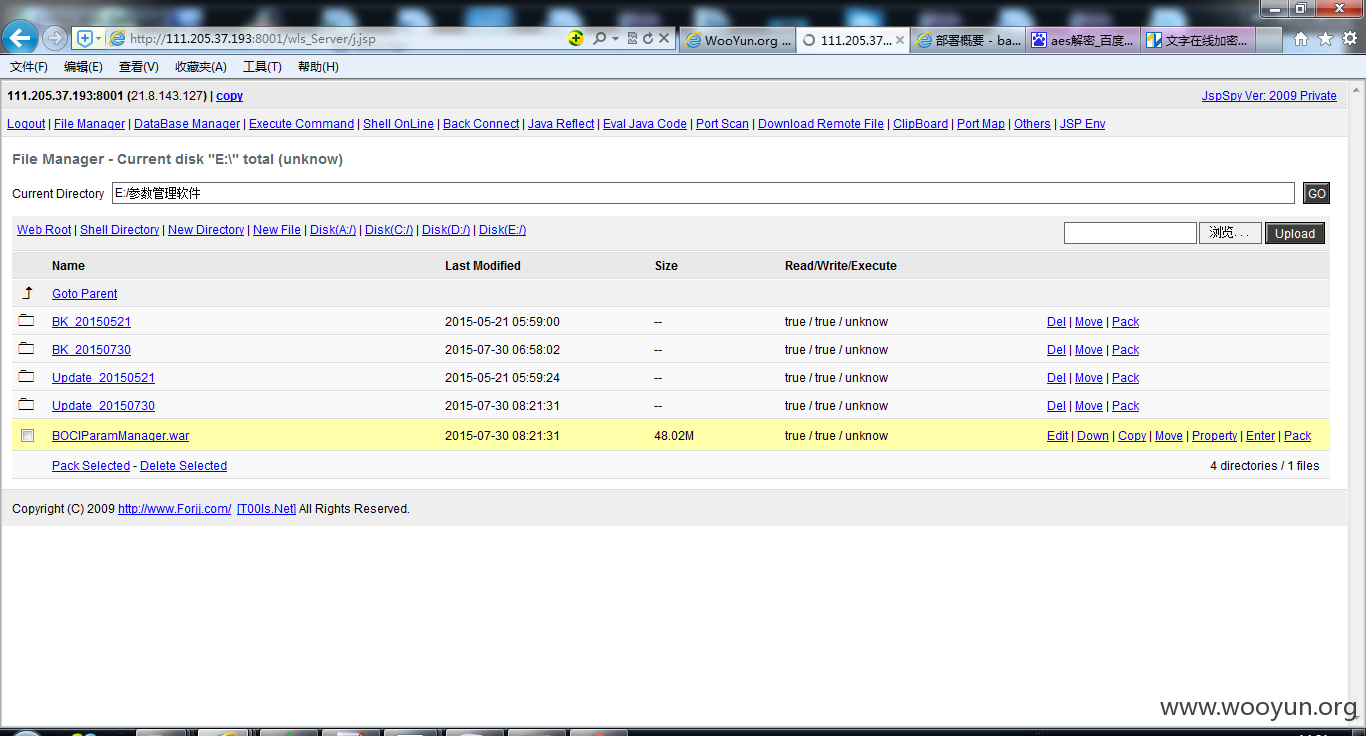 http://111.205.37.193:8001/wls_Server/j.jsp
WooYun.org ...
111.205.37...
部署概要 - ba...
aes解密_百度...
文字在线加密...
文件(F) 编辑(E) 查看(V) 收藏夹(A) 工具(T) 帮助(H)
111.205.37.193:8001 (21.8.143.127) | copy JspSpy Ver: 2009 Private
Logout | File Manager | DataBase Manager | Execute Command | Shell OnLine | Back Connect | Java Reflect | Eval Java Code | Port Scan | Download Remote File | ClipBoard | Port Map | Others | JSP Env
File Manager - Current disk "E:\" total (unknow)
Current Directory E:/参数管理软件 GO
Web Root | Shell Directory | New Directory | New File | Disk(A:/) | Disk(C:/) | Disk(D:/) | Disk(E:/) 浏览... Upload
Name Last Modified Size Read/Write/Execute
Goto Parent
BK_20150521 2015-05-21 05:59:00 -- true / true / unknow Del | Move | Pack
BK_20150730 2015-07-30 06:58:02 -- true / true / unknow Del | Move | Pack
Update_20150521 2015-05-21 05:59:24 -- true / true / unknow Del | Move | Pack
Update_20150730 2015-07-30 08:21:31 -- true / true / unknow Del | Move | Pack
BOCIParamManager.war 2015-07-30 08:21:31 48.02M true / true / unknow Edit | Down | Copy | Move | Property | Enter | Pack
Pack Selected - Delete Selected 4 directories / 1 files
Copyright (C) 2009 http://www.Forjj.com/ [T00ls.Net] All Rights Reserved.
www.wooyun.org